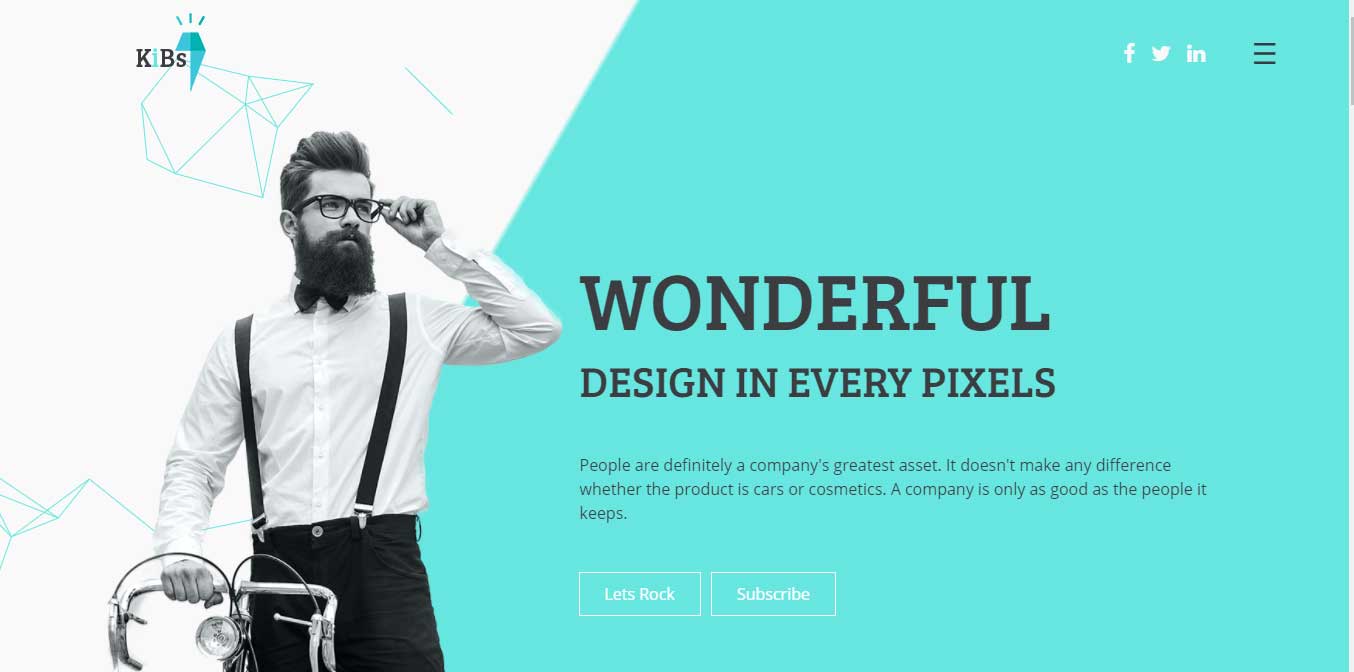 KiBs
WONDERFUL
DESIGN IN EVERY PIXELS
People are definitely a company's greatest asset. It doesn't make any difference
whether the product is cars or cosmetics. A company is only as good as the people it
keeps.
Lets Rock
Subscribe